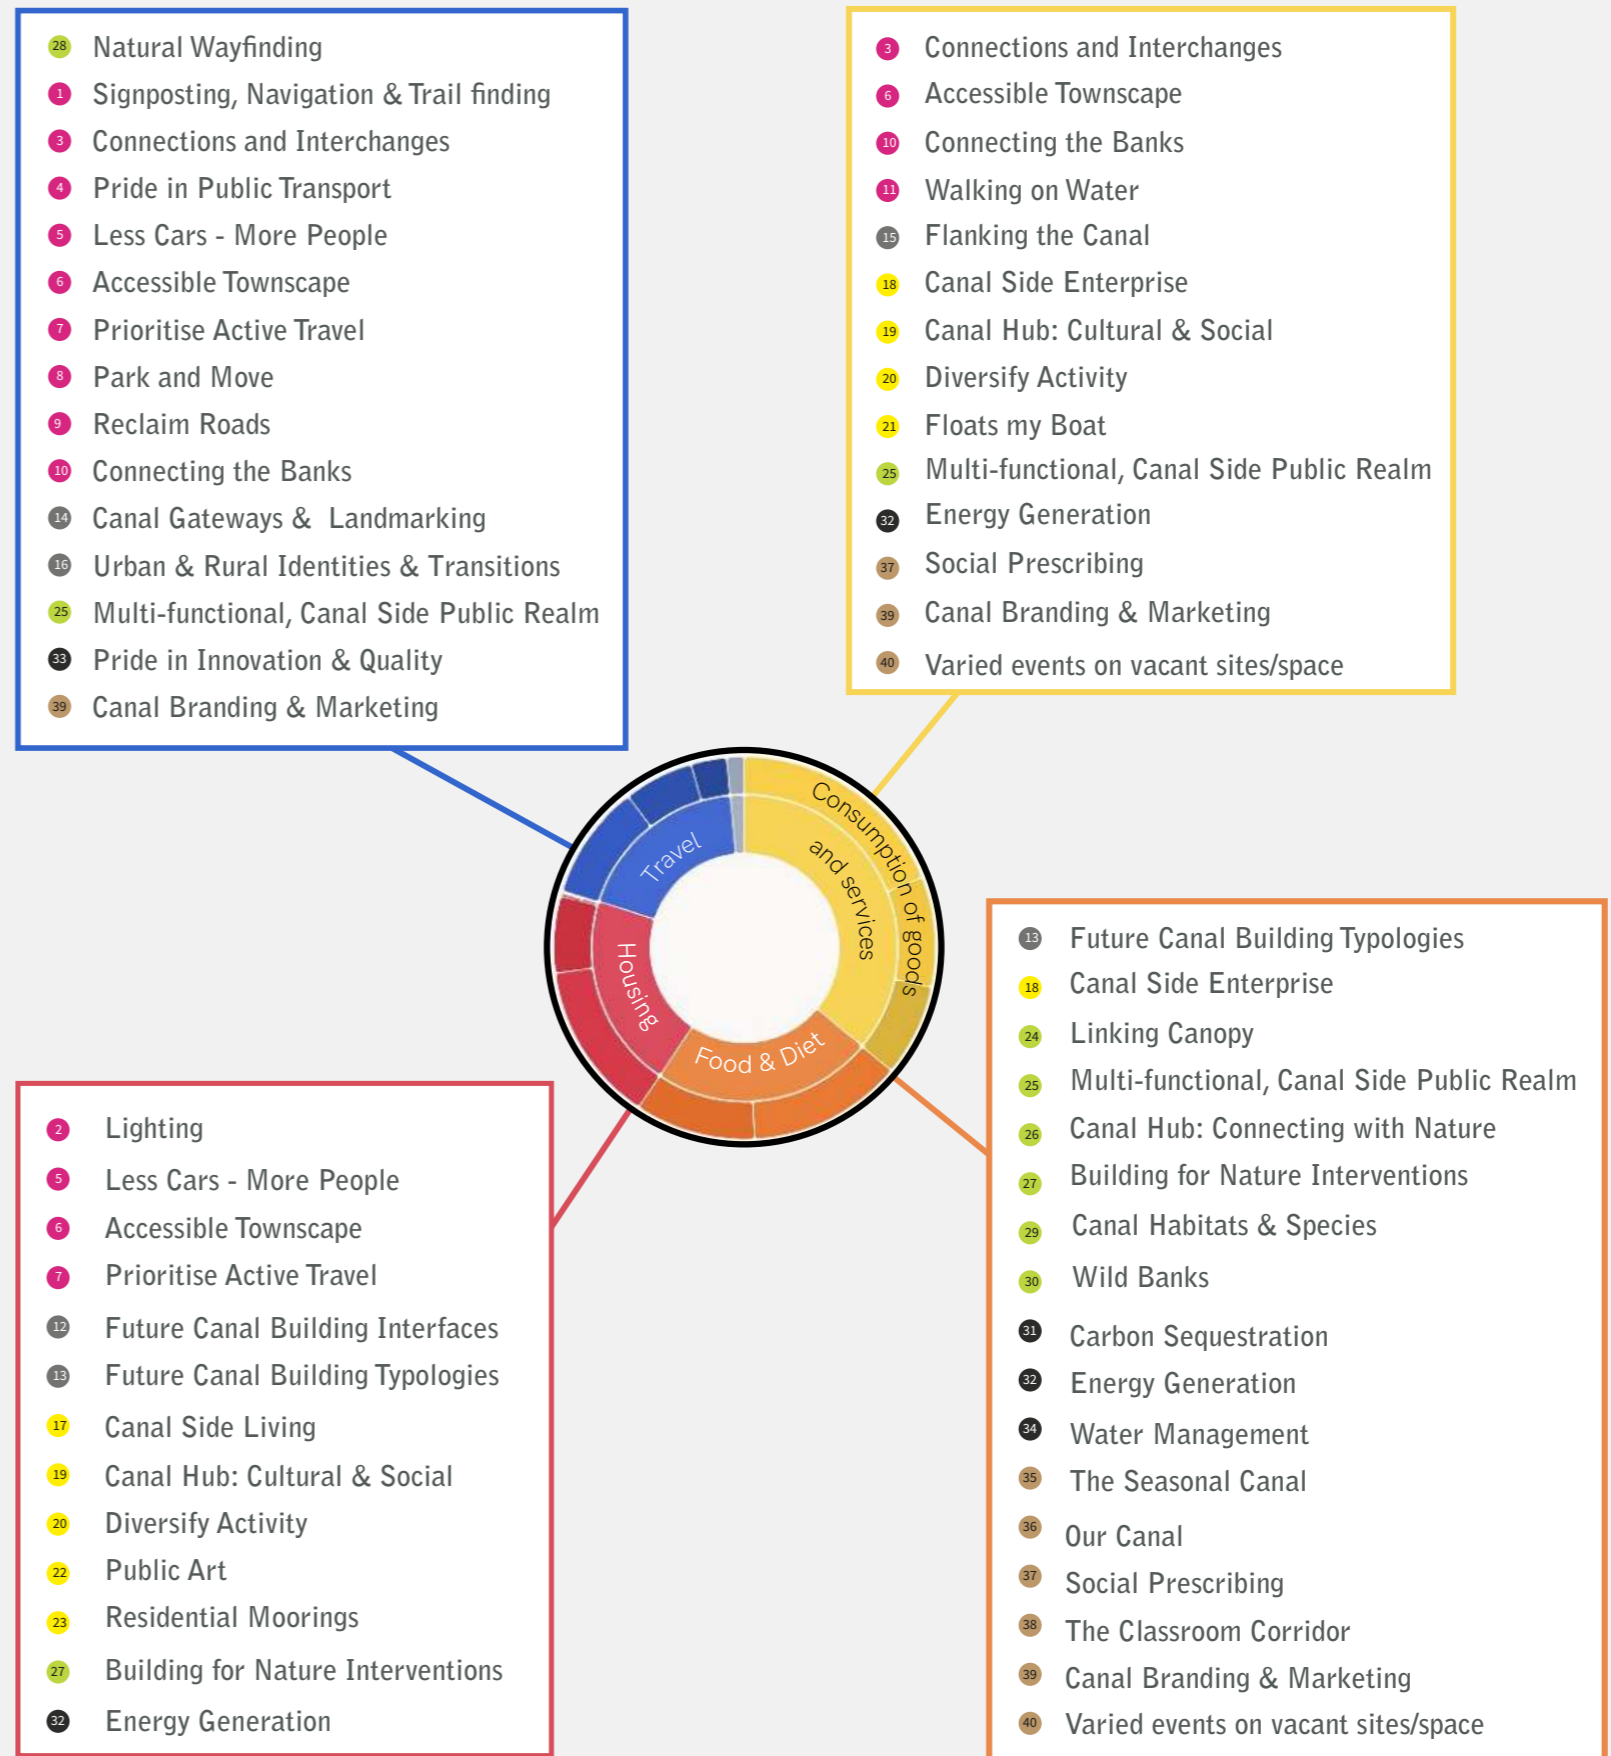 28 Natural Wayfinding
1 Signposting, Navigation & Trail finding
3 Connections and Interchanges
4 Pride in Public Transport
5 Less Cars - More People
6 Accessible Townscape
7 Prioritise Active Travel
8 Park and Move
9 Reclaim Roads
10 Connecting the Banks
14 Canal Gateways & Landmarking
16 Urban & Rural Identities & Transitions
25 Multi-functional, Canal Side Public Realm
33 Pride in Innovation & Quality
39 Canal Branding & Marketing
3 Connections and Interchanges
6 Accessible Townscape
10 Connecting the Banks
11 Walking on Water
15 Flanking the Canal
18 Canal Side Enterprise
19 Canal Hub: Cultural & Social
20 Diversify Activity
21 Floats my Boat
25 Multi-functional, Canal Side Public Realm
32 Energy Generation
37 Social Prescribing
39 Canal Branding & Marketing
40 Varied events on vacant sites/space
Travel
Consumption of goods
and services
Housing
Food & Diet
2 Lighting
5 Less Cars - More People
6 Accessible Townscape
7 Prioritise Active Travel
12 Future Canal Building Interfaces
13 Future Canal Building Typologies
17 Canal Side Living
19 Canal Hub: Cultural & Social
20 Diversify Activity
22 Public Art
23 Residential Moorings
27 Building for Nature Interventions
32 Energy Generation
13 Future Canal Building Typologies
18 Canal Side Enterprise
24 Linking Canopy
25 Multi-functional, Canal Side Public Realm
26 Canal Hub: Connecting with Nature
27 Building for Nature Interventions
29 Canal Habitats & Species
30 Wild Banks
31 Carbon Sequestration
32 Energy Generation
34 Water Management
35 The Seasonal Canal
36 Our Canal
37 Social Prescribing
38 The Classroom Corridor
39 Canal Branding & Marketing
40 Varied events on vacant sites/space